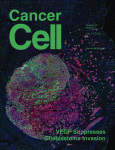 Cancer
Cell
VEGF Suppresses
Glioblastoma Invasion